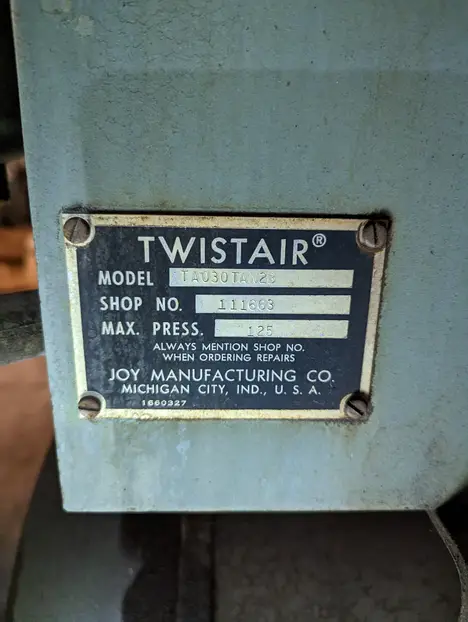 TWISTAIR®
MODEL
SHOP NO. 111663
MAX. PRESS. 125
ALWAYS MENTION SHOP NO.
WHEN ORDERING REPAIRS
JOY MANUFACTURING CO.
MICHIGAN CITY, IND., U. S. A.
1660327